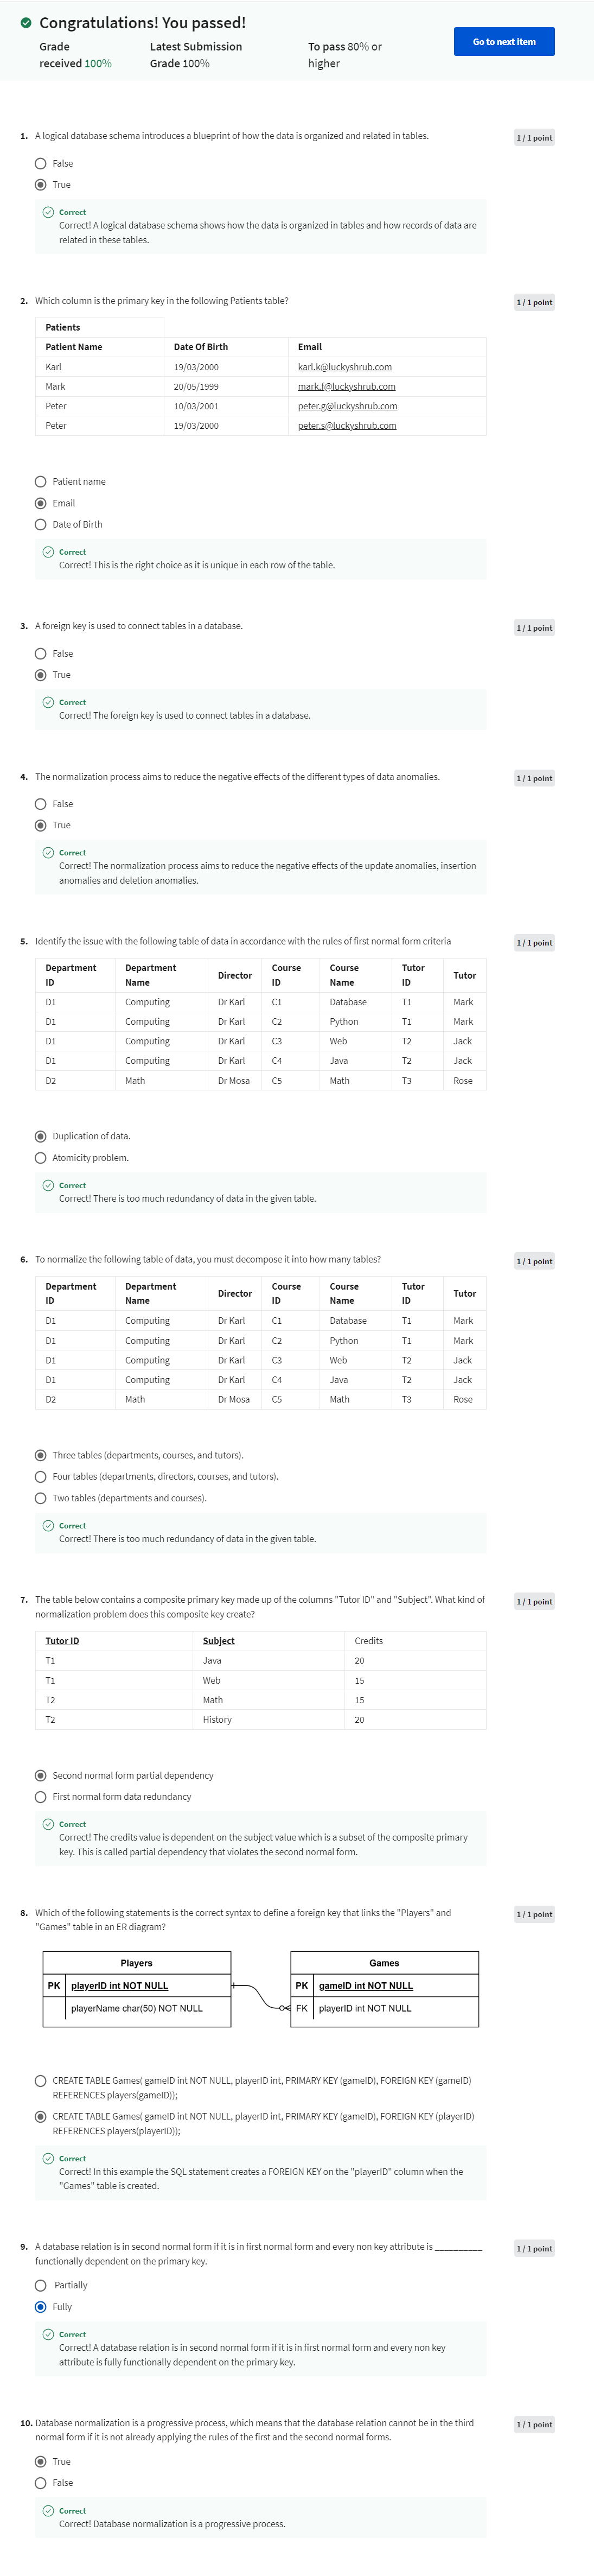 Congratulations! You passed!
Grade
received 100%
Latest Submission
Grade 100%
To pass 80% or
higher
Go to next item
1. A logical database schema introduces a blueprint of how the data is organized and related in tables.
1 / 1 point
False
True
Correct
Correct! A logical database schema shows how the data is organized in tables and how records of data are
related in these tables.
2. Which column is the primary key in the following Patients table?
1 / 1 point
Patients
Patient Name Date Of Birth Email
Karl 19/03/2000 karl.k@luckyshrub.com
Mark 20/05/1999 mark.f@luckyshrub.com
Peter 10/03/2001 peter.g@luckyshrub.com
Peter 19/03/2000 peter.s@luckyshrub.com
Patient name
Email
Date of Birth
Correct
Correct! This is the right choice as it is unique in each row of the table.
3. A foreign key is used to connect tables in a database.
1 / 1 point
False
True
Correct
Correct! The foreign key is used to connect tables in a database.
4. The normalization process aims to reduce the negative effects of the different types of data anomalies.
1 / 1 point
False
True
Correct
Correct! The normalization process aims to reduce the negative effects of the update anomalies, insertion
anomalies and deletion anomalies.
5. Identify the issue with the following table of data in accordance with the rules of first normal form criteria
1 / 1 point
Department ID Department Name Director Course ID Course Name Tutor ID Tutor
D1 Computing Dr Karl C1 Database T1 Mark
D1 Computing Dr Karl C2 Python T1 Mark
D1 Computing Dr Karl C3 Web T2 Jack
D1 Computing Dr Karl C4 Java T2 Jack
D2 Math Dr Mosa C5 Math T3 Rose
Duplication of data.
Atomicity problem.
Correct
Correct! There is too much redundancy of data in the given table.
6. To normalize the following table of data, you must decompose it into how many tables?
1 / 1 point
Department ID Department Name Director Course ID Course Name Tutor ID Tutor
D1 Computing Dr Karl C1 Database T1 Mark
D1 Computing Dr Karl C2 Python T1 Mark
D1 Computing Dr Karl C3 Web T2 Jack
D1 Computing Dr Karl C4 Java T2 Jack
D2 Math Dr Mosa C5 Math T3 Rose
Three tables (departments, courses, and tutors).
Four tables (departments, directors, courses, and tutors).
Two tables (departments and courses).
Correct
Correct! There is too much redundancy of data in the given table.
7. The table below contains a composite primary key made up of the columns "Tutor ID" and "Subject". What kind of
normalization problem does this composite key create?
1 / 1 point
Tutor ID Subject Credits
T1 Java 20
T1 Web 15
T2 Math 15
T2 History 20
Second normal form partial dependency
First normal form data redundancy
Correct
Correct! The credits value is dependent on the subject value which is a subset of the composite primary
key. This is called partial dependency that violates the second normal form.
8. Which of the following statements is the correct syntax to define a foreign key that links the "Players" and
"Games" table in an ER diagram?
1 / 1 point
Players
PK playerID int NOT NULL
playerName char(50) NOT NULL
Games
PK gameID int NOT NULL
FK playerID int NOT NULL
CREATE TABLE Games( gameID int NOT NULL, playerID int, PRIMARY KEY (gameID), FOREIGN KEY (gameID)
REFERENCES players(gameID));
CREATE TABLE Games( gameID int NOT NULL, playerID int, PRIMARY KEY (gameID), FOREIGN KEY (playerID)
REFERENCES players(playerID));
Correct
Correct! In this example the SQL statement creates a FOREIGN KEY on the "playerID" column when the
"Games" table is created.
9. A database relation is in second normal form if it is in first normal form and every non key attribute is __________
functionally dependent on the primary key.
1 / 1 point
Partially
Fully
Correct
Correct! A database relation is in second normal form if it is in first normal form and every non key
attribute is fully functionally dependent on the primary key.
10. Database normalization is a progressive process, which means that the database relation cannot be in the third
normal form if it is not already applying the rules of the first and the second normal forms.
1 / 1 point
True
False
Correct
Correct! Database normalization is a progressive process.